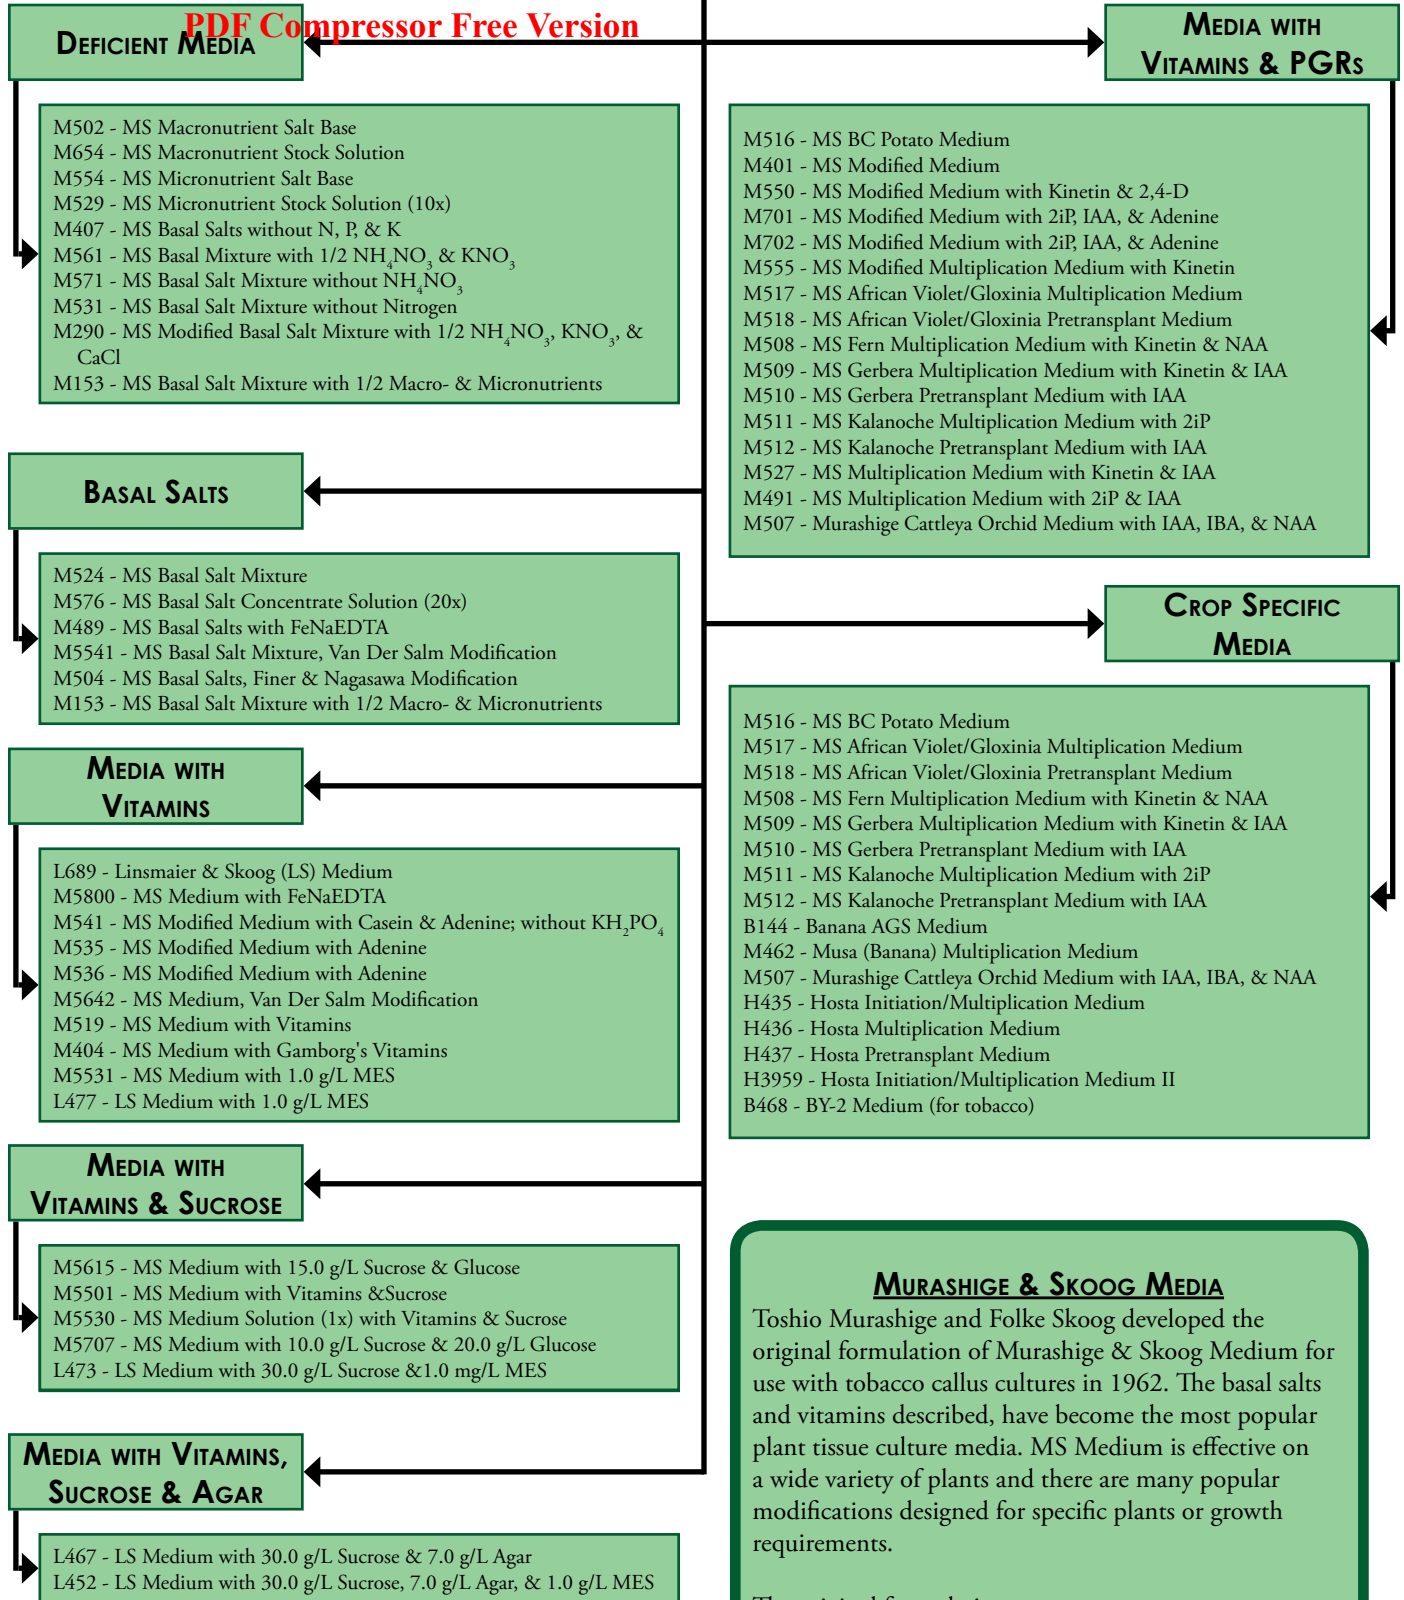 PDF Compressor Free Version
DEFICIENT MEDIA
M502 - MS Macronutrient Salt Base
M654 - MS Macronutrient Stock Solution
M554 - MS Micronutrient Salt Base
M529 - MS Micronutrient Stock Solution (10x)
M407 - MS Basal Salts without N, P, & K
M561 - MS Basal Mixture with 1/2 NH₄NO₃ & KNO₃
M571 - MS Basal Salt Mixture without NH₄NO₃
M531 - MS Basal Salt Mixture without Nitrogen
M290 - MS Modified Basal Salt Mixture with 1/2 NH₄NO₃, KNO₃, &
CaCl
M153 - MS Basal Salt Mixture with 1/2 Macro- & Micronutrients
BASAL SALTS
M524 - MS Basal Salt Mixture
M576 - MS Basal Salt Concentrate Solution (20x)
M489 - MS Basal Salts with FeNaEDTA
M5541 - MS Basal Salt Mixture, Van Der Salm Modification
M504 - MS Basal Salts, Finer & Nagasawa Modification
M153 - MS Basal Salt Mixture with 1/2 Macro- & Micronutrients
MEDIA WITH
VITAMINS
L689 - Linsmaier & Skoog (LS) Medium
M5800 - MS Medium with FeNaEDTA
M541 - MS Modified Medium with Casein & Adenine; without KH₂PO₄
M535 - MS Modified Medium with Adenine
M536 - MS Modified Medium with Adenine
M5642 - MS Medium, Van Der Salm Modification
M519 - MS Medium with Vitamins
M404 - MS Medium with Gamborg's Vitamins
M5531 - MS Medium with 1.0 g/L MES
L477 - LS Medium with 1.0 g/L MES
MEDIA WITH
VITAMINS & SUCROSE
M5615 - MS Medium with 15.0 g/L Sucrose & Glucose
M5501 - MS Medium with Vitamins &Sucrose
M5530 - MS Medium Solution (1x) with Vitamins & Sucrose
M5707 - MS Medium with 10.0 g/L Sucrose & 20.0 g/L Glucose
L473 - LS Medium with 30.0 g/L Sucrose &1.0 mg/L MES
MEDIA WITH VITAMINS,
SUCROSE & AGAR
L467 - LS Medium with 30.0 g/L Sucrose & 7.0 g/L Agar
L452 - LS Medium with 30.0 g/L Sucrose, 7.0 g/L Agar, & 1.0 g/L MES
MEDIA WITH
VITAMINS & PGRS
M516 - MS BC Potato Medium
M401 - MS Modified Medium
M550 - MS Modified Medium with Kinetin & 2,4-D
M701 - MS Modified Medium with 2iP, IAA, & Adenine
M702 - MS Modified Medium with 2iP, IAA, & Adenine
M555 - MS Modified Multiplication Medium with Kinetin
M517 - MS African Violet/Gloxinia Multiplication Medium
M518 - MS African Violet/Gloxinia Pretransplant Medium
M508 - MS Fern Multiplication Medium with Kinetin & NAA
M509 - MS Gerbera Multiplication Medium with Kinetin & IAA
M510 - MS Gerbera Pretransplant Medium with IAA
M511 - MS Kalanoche Multiplication Medium with 2iP
M512 - MS Kalanoche Pretransplant Medium with IAA
M527 - MS Multiplication Medium with Kinetin & IAA
M491 - MS Multiplication Medium with 2iP & IAA
M507 - Murashige Cattleya Orchid Medium with IAA, IBA, & NAA
CROP SPECIFIC
MEDIA
M516 - MS BC Potato Medium
M517 - MS African Violet/Gloxinia Multiplication Medium
M518 - MS African Violet/Gloxinia Pretransplant Medium
M508 - MS Fern Multiplication Medium with Kinetin & NAA
M509 - MS Gerbera Multiplication Medium with Kinetin & IAA
M510 - MS Gerbera Pretransplant Medium with IAA
M511 - MS Kalanoche Multiplication Medium with 2iP
M512 - MS Kalanoche Pretransplant Medium with IAA
B144 - Banana AGS Medium
M462 - Musa (Banana) Multiplication Medium
M507 - Murashige Cattleya Orchid Medium with IAA, IBA, & NAA
H435 - Hosta Initiation/Multiplication Medium
H436 - Hosta Multiplication Medium
H437 - Hosta Pretransplant Medium
H3959 - Hosta Initiation/Multiplication Medium II
B468 - BY-2 Medium (for tobacco)
MURASHIGE & SKOOG MEDIA
Toshio Murashige and Folke Skoog developed the
original formulation of Murashige & Skoog Medium for
use with tobacco callus cultures in 1962. The basal salts
and vitamins described, have become the most popular
plant tissue culture media. MS Medium is effective on
a wide variety of plants and there are many popular
modifications designed for specific plants or growth
requirements.